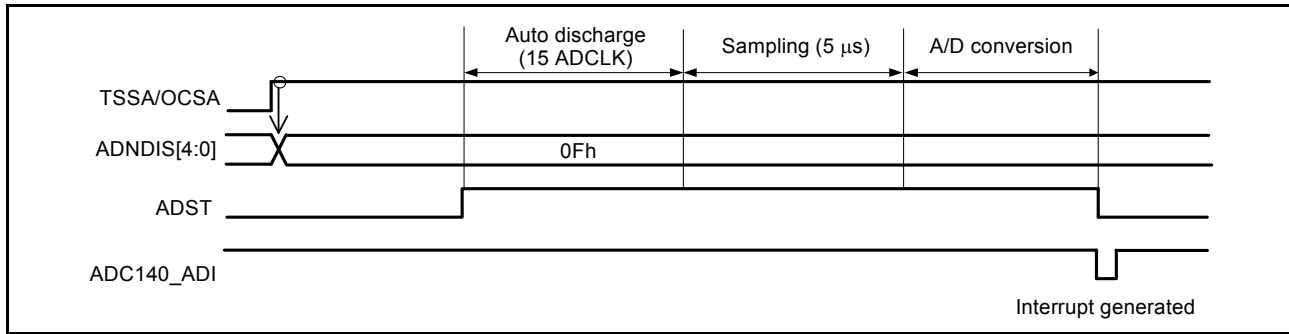 Auto discharge
(15 ADCLK)
Sampling (5 μs)
A/D conversion
TSSA/OCSA
ADNDIS[4:0]
0Fh
ADST
ADC140_ADI
Interrupt generated